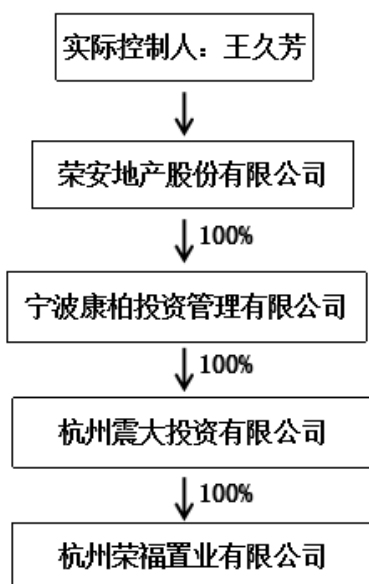 实际控制人：王久芳
荣安地产股份有限公司
100%
宁波康柏投资管理有限公司
100%
杭州震大投资有限公司
100%
杭州荣福置业有限公司